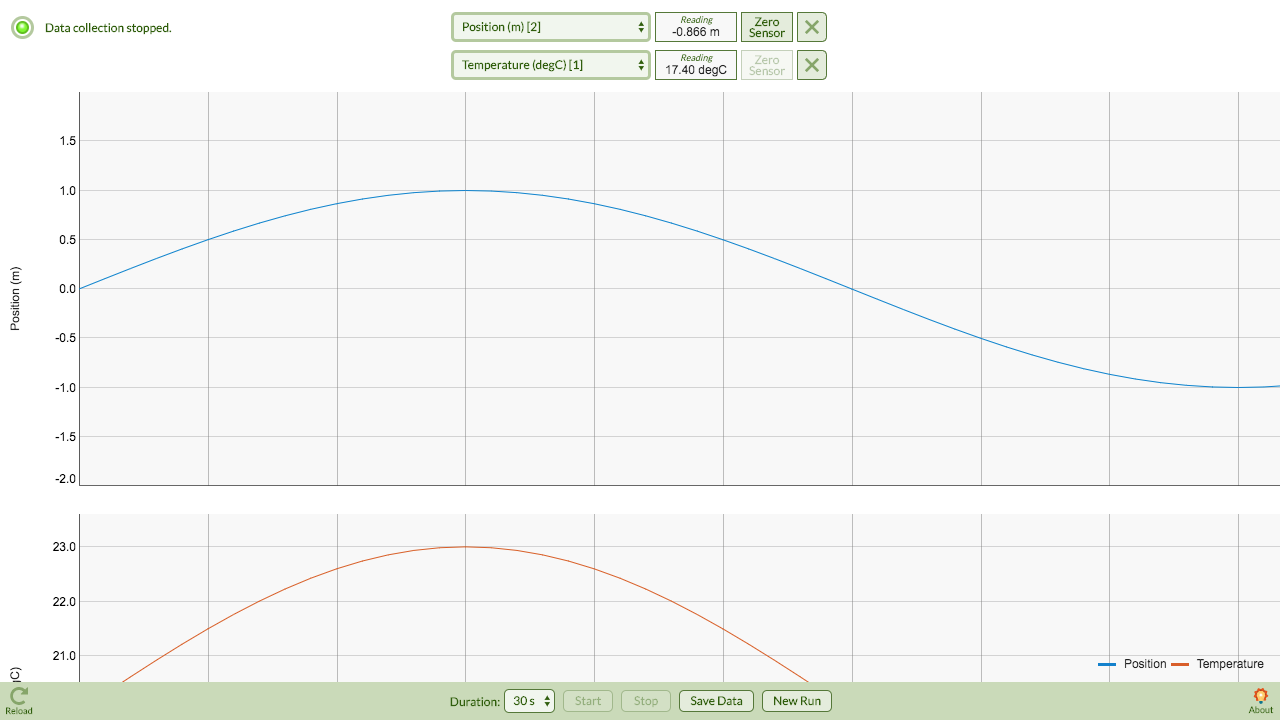 Data collection stopped.
Position (m) [2]
Reading
-0.866 m
Zero
Sensor
Temperature (degC) [1]
Reading
17.40 degC
Zero
Sensor
1.5
1.0
0.5
0.0
-0.5
-1.0
-1.5
-2.0
Position (m)
23.0
22.0
21.0
gC)
Position
Temperature
Reload
Duration:
30 s
Start
Stop
Save Data
New Run
About